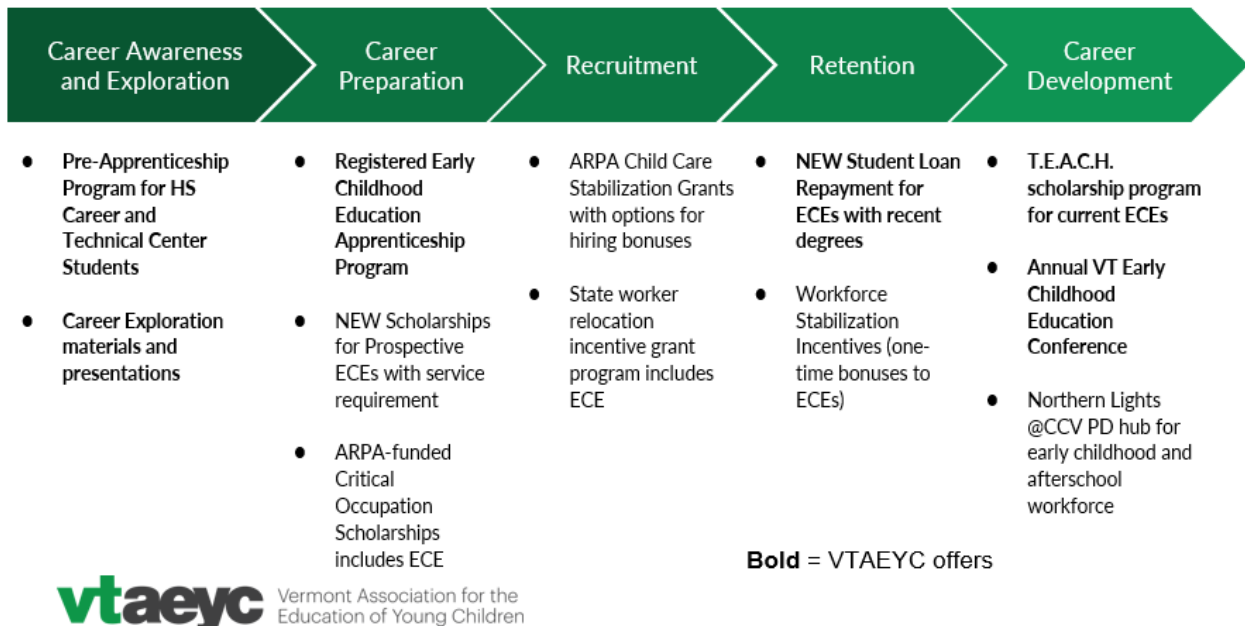 Career Awareness
and Exploration
Career
Preparation
Recruitment
Retention
Career
Development
● Pre-Apprenticeship
Program for HS
Career and
Technical Center
Students
● Career Exploration
materials and
presentations
● Registered Early
Childhood
Education
Apprenticeship
Program
● NEW Scholarships
for Prospective
ECEs with service
requirement
● ARPA-funded
Critical
Occupation
Scholarships
includes ECE
● ARPA Child Care
Stabilization Grants
with options for
hiring bonuses
● State worker
relocation
incentive grant
program includes
ECE
● NEW Student Loan
Repayment for
ECEs with recent
degrees
● Workforce
Stabilization
Incentives (one-
time bonuses to
ECEs)
● T.E.A.C.H.
scholarship program
for current ECEs
● Annual VT Early
Childhood
Education
Conference
● Northern Lights
@CCV PD hub for
early childhood and
afterschool
workforce
Bold = VTAEYC offers
vtaeyc
Vermont Association for the
Education of Young Children